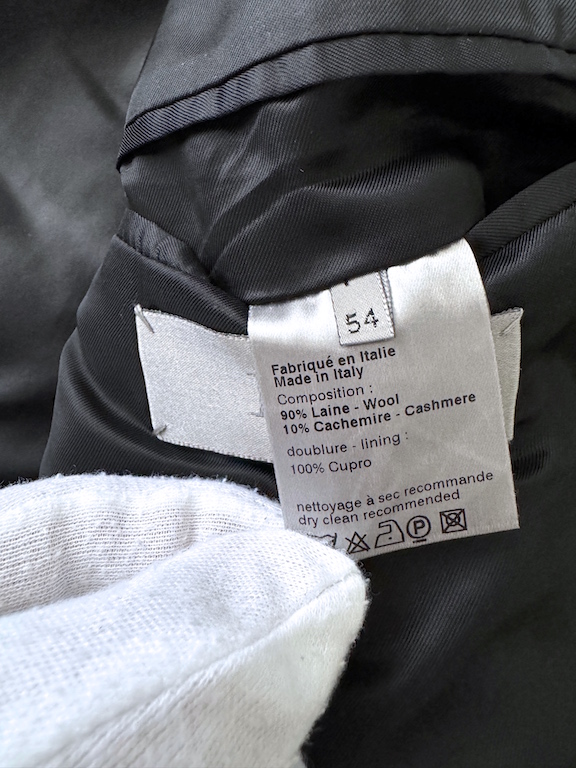 54
Fabriqué en Italie
Made in Italy
Composition :
90% Laine - Wool
10% Cachemire - Cashmere
doublure - lining :
100% Cupro
nettoyage à sec recommande
dry clean recommended
P